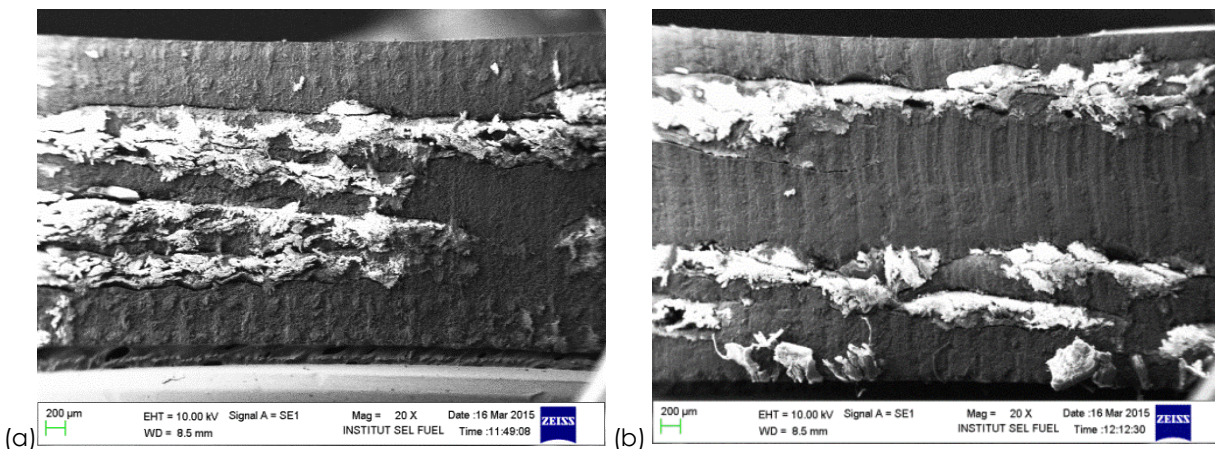 (a)
200 µm
EHT = 10.00 kV Signal A = SE1 Mag = 20 X Date :16 Mar 2015
WD = 8.5 mm INSTITUT SEL FUEL Time :11:49:08
ZEISS
(b)
200 µm
EHT = 10.00 kV Signal A = SE1 Mag = 20 X Date :16 Mar 2015
WD = 8.5 mm INSTITUT SEL FUEL Time :12:12:30
ZEISS